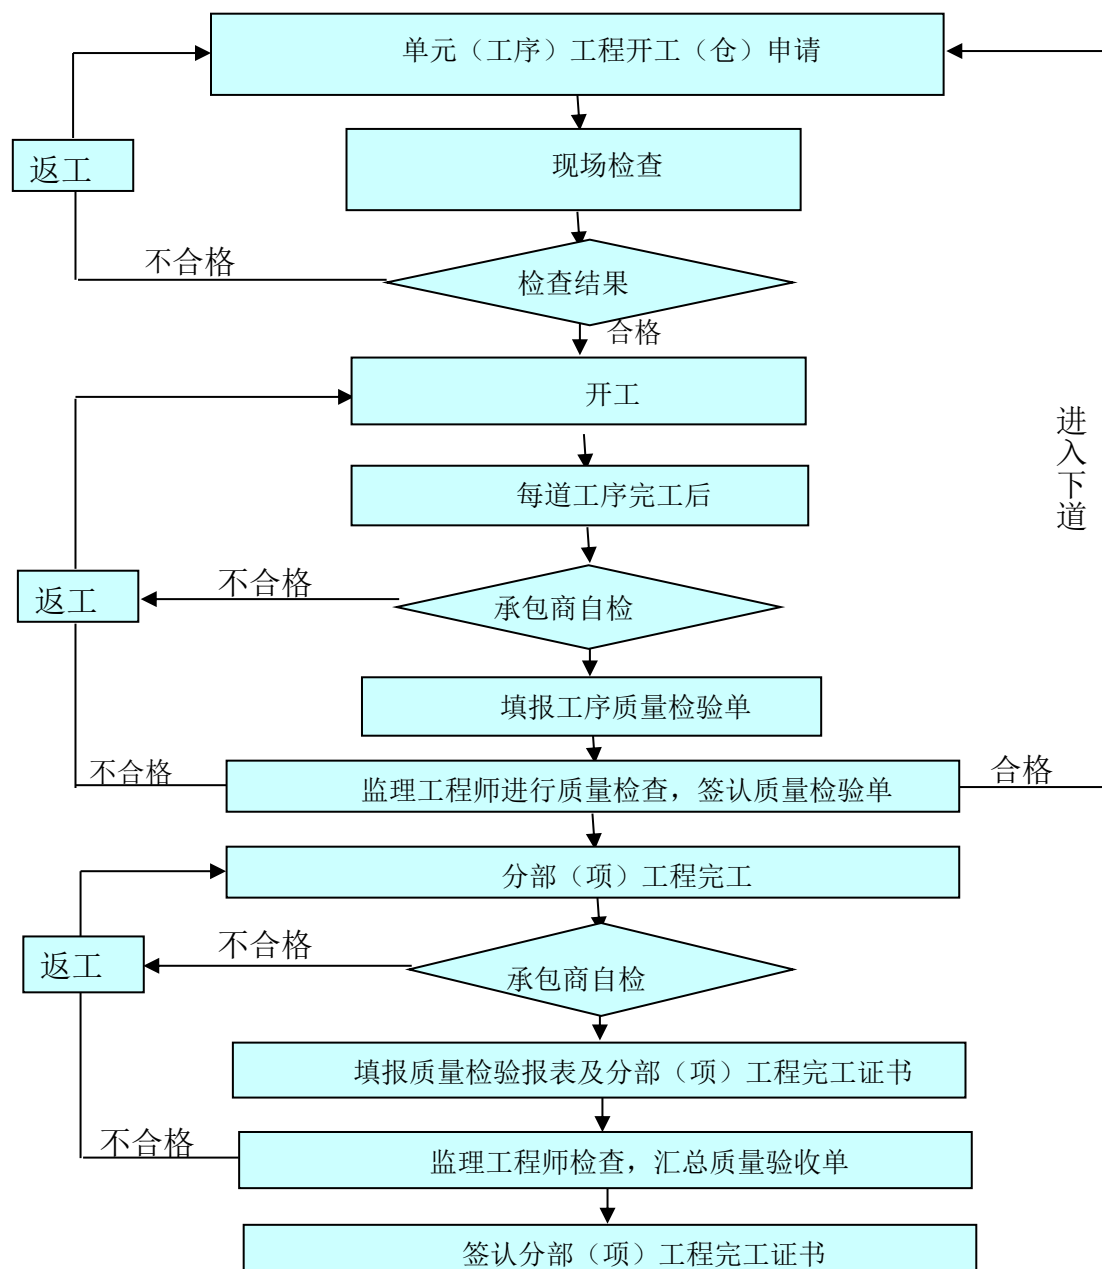 单元（工序）工程开工（仓）申请
返工
现场检查
不合格
检查结果
合格
开工
进入下道
每道工序完工后
不合格
返工
承包商自检
填报工序质量检验单
不合格
监理工程师进行质量检查，签认质量检验单
合格
分部（项）工程完工
不合格
返工
承包商自检
填报质量检验报表及分部（项）工程完工证书
不合格
监理工程师检查，汇总质量验收单
签认分部（项）工程完工证书